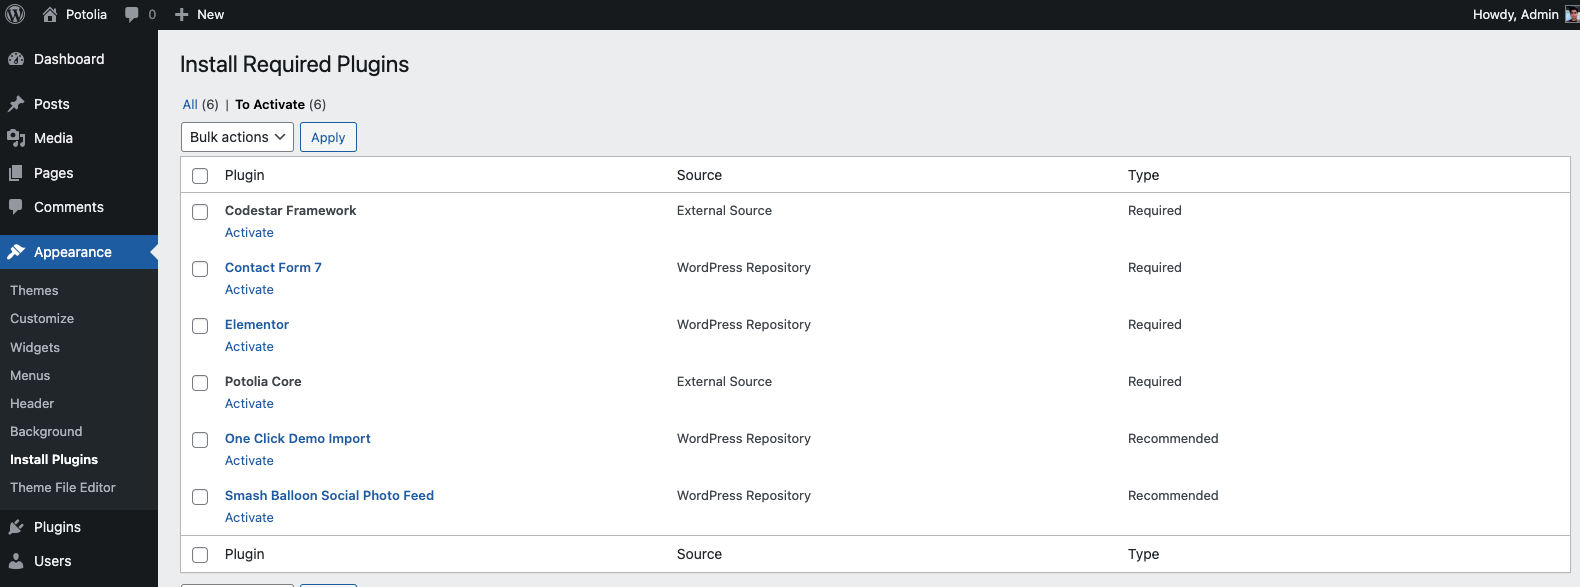 Potolia 0 New Howdy, Admin
Dashboard
Posts
Media
Pages
Comments
Appearance
Themes
Customize
Widgets
Menus
Header
Background
Install Plugins
Theme File Editor
Plugins
Users
Install Required Plugins
All (6) | To Activate (6)
Bulk actions Apply
Plugin Source Type
Codestar Framework External Source Required
Activate
Contact Form 7 WordPress Repository Required
Activate
Elementor WordPress Repository Required
Activate
Potolia Core External Source Required
Activate
One Click Demo Import WordPress Repository Recommended
Activate
Smash Balloon Social Photo Feed WordPress Repository Recommended
Activate
Plugin Source Type